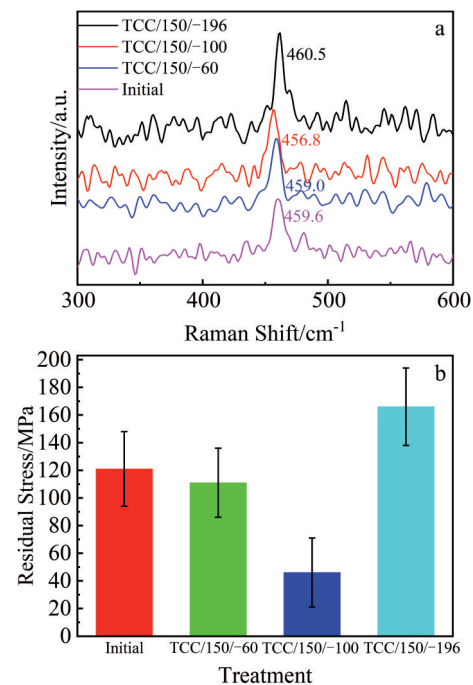 TCC/150/−196
TCC/150/−100
TCC/150/−60
Initial
a
460.5
456.8
459.0
459.6
Intensity/a.u.
300 400 500 600
Raman Shift/cm-1
b
200
180
160
140
120
100
80
60
40
20
0
Residual Stress/MPa
Initial TCC/150/−60 TCC/150/−100 TCC/150/−196
Treatment